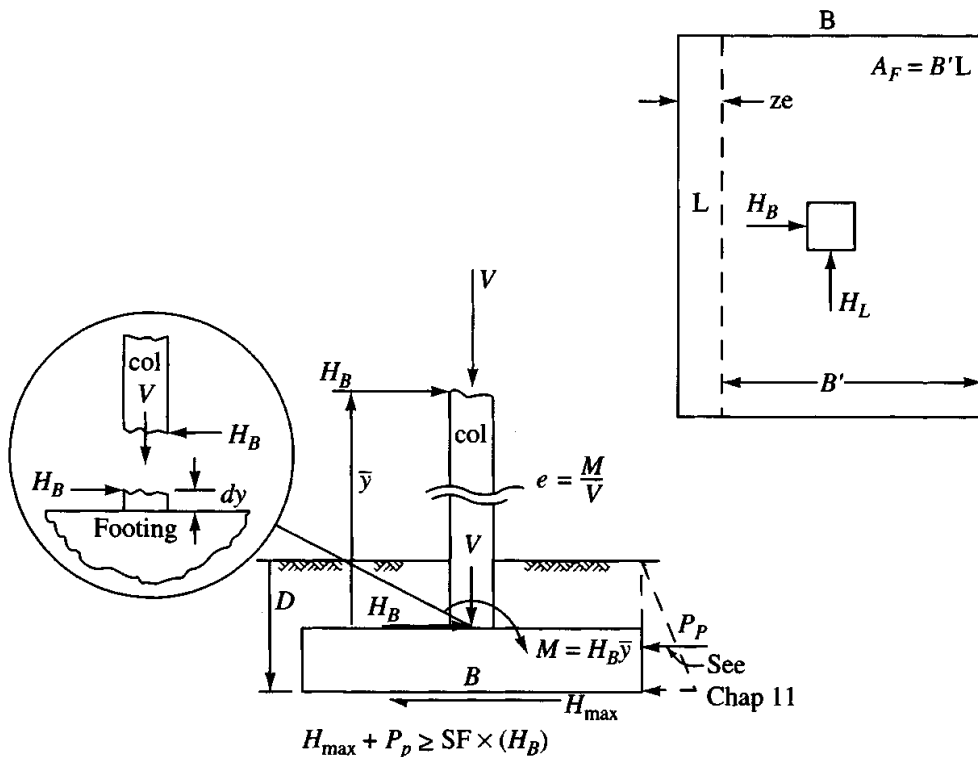 B
A_F = B'L
ze
L
H_B
H_L
B'
V
H_B
col
ȳ
e = M/V
col
V
H_B
H_B
dy
Footing
V
D
H_B
M = H_B ȳ
P_P
See
Chap 11
B
H_max
H_max + P_p ≥ SF × (H_B)